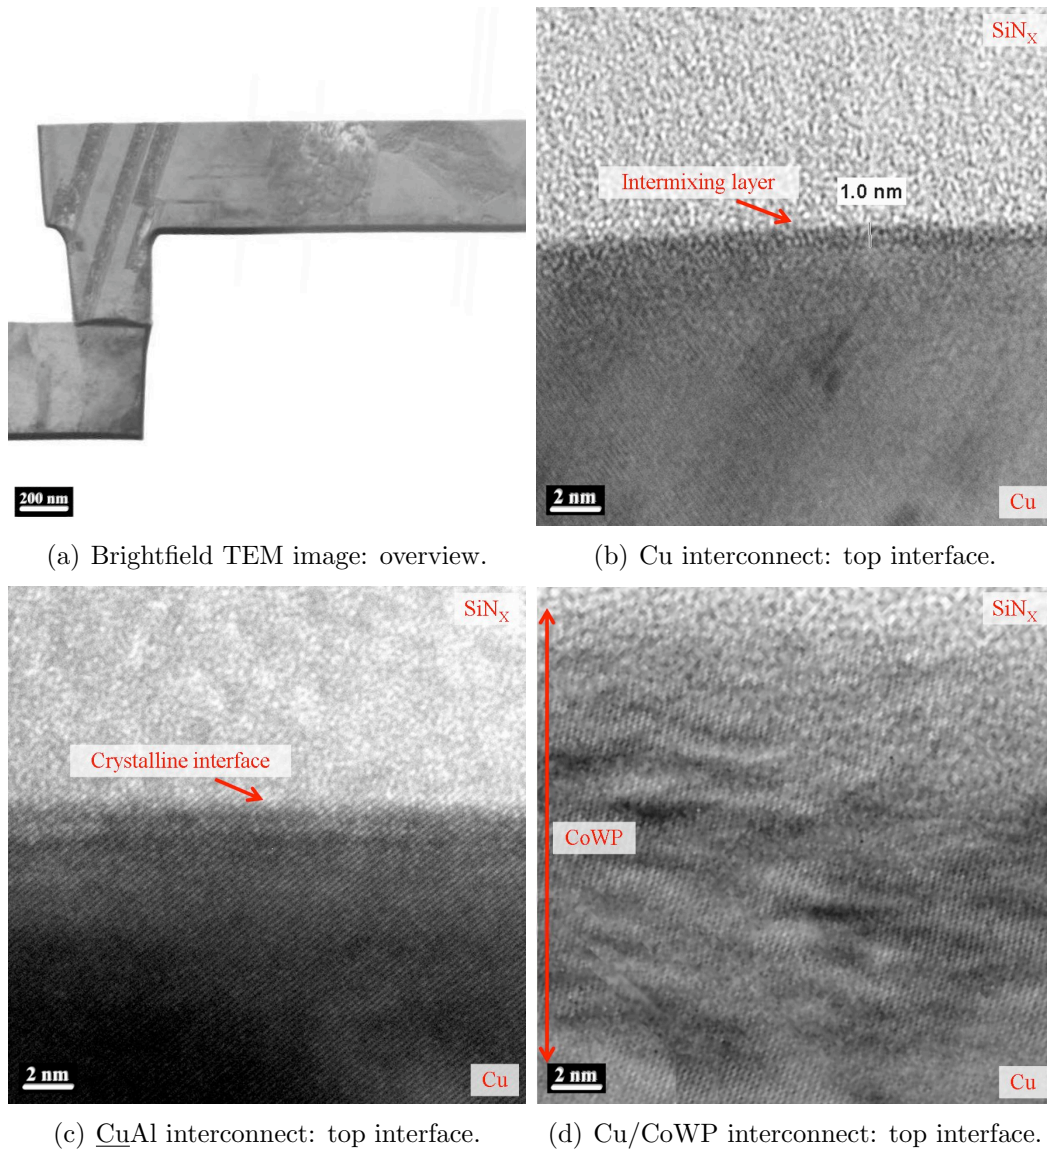 200 nm
(a) Brightfield TEM image: overview.
SiNX
Intermixing layer
1.0 nm
2 nm
Cu
(b) Cu interconnect: top interface.
SiNX
Crystalline interface
2 nm
Cu
(c) CuAl interconnect: top interface.
SiNX
CoWP
2 nm
Cu
(d) Cu/CoWP interconnect: top interface.